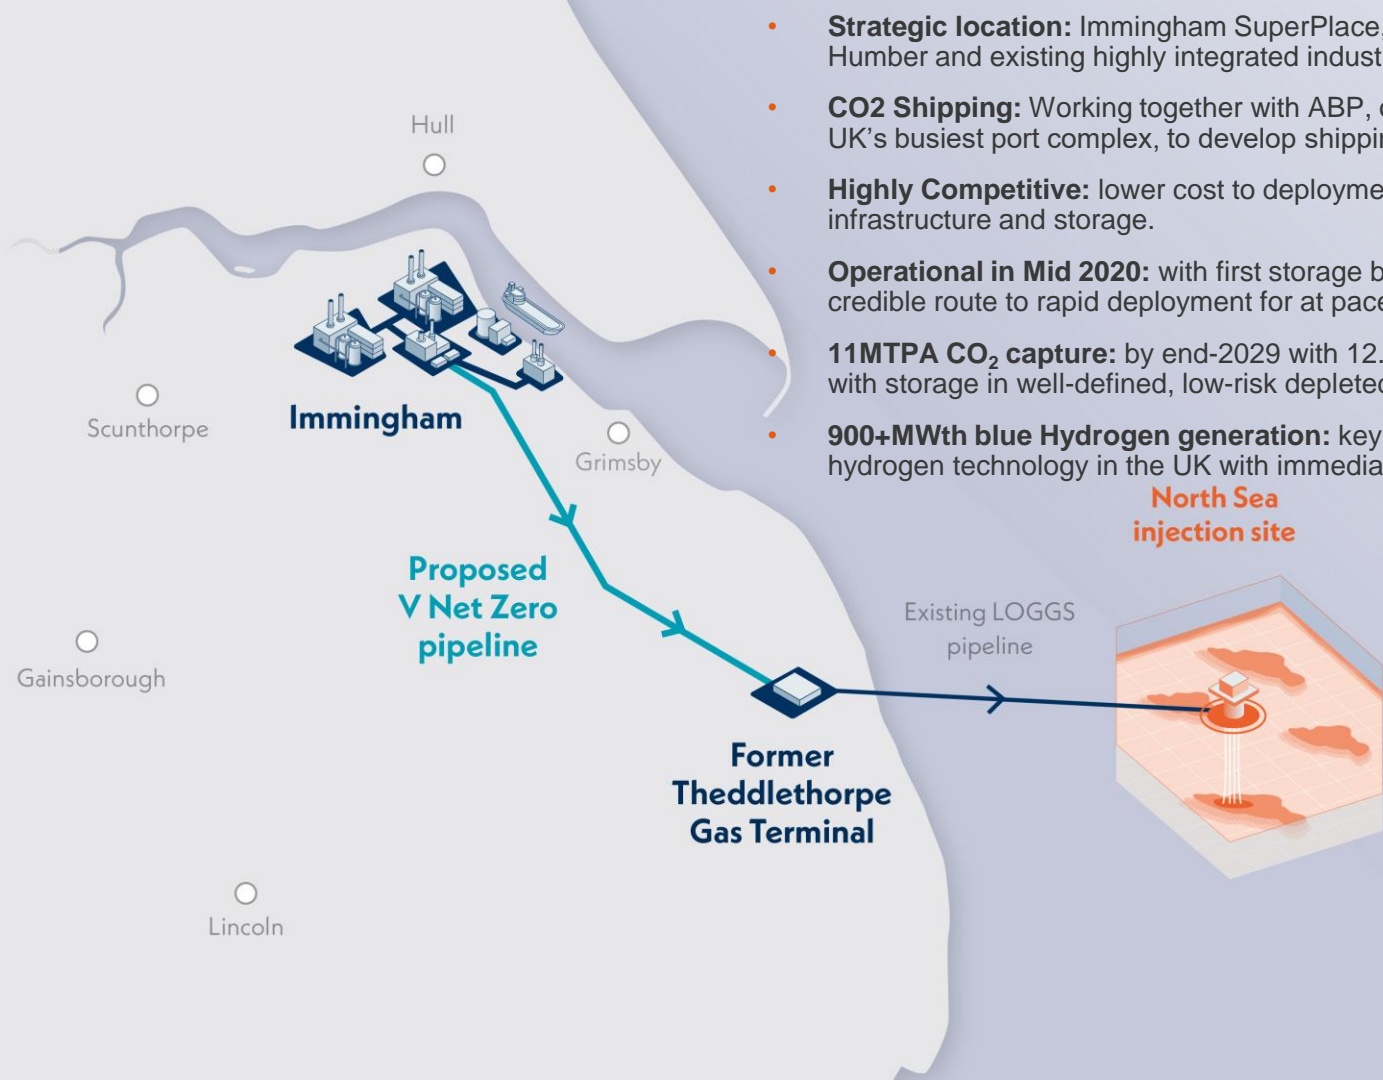 • Strategic location: Immingham SuperPlace,
Humber and existing highly integrated indust
• CO2 Shipping: Working together with ABP,
UK's busiest port complex, to develop shippin
• Highly Competitive: lower cost to deployme
infrastructure and storage.
• Operational in Mid 2020: with first storage b
credible route to rapid deployment for at pace
• 11MTPA CO₂ capture: by end-2029 with 12.
with storage in well-defined, low-risk depleted
• 900+MWth blue Hydrogen generation: key
hydrogen technology in the UK with immedia
Hull
Immingham
Scunthorpe
Grimsby
North Sea
injection site
Proposed
V Net Zero
pipeline
Existing LOGGS
pipeline
Gainsborough
Former
Theddlethorpe
Gas Terminal
Lincoln